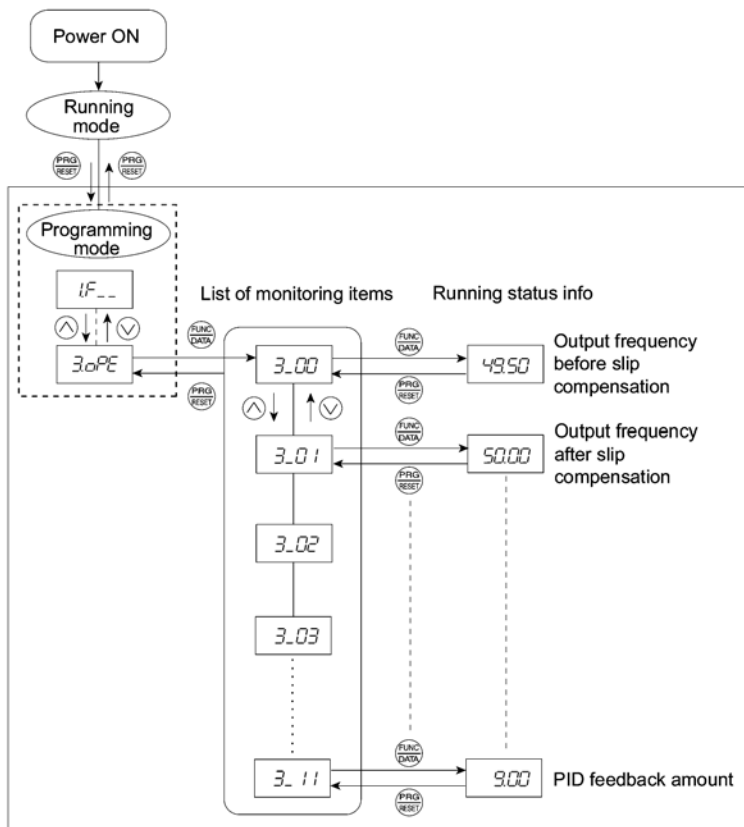 Power ON
Running
mode
PRG
RESET
PRG
RESET
Programming
mode
1.F_ _
3.oPE
List of monitoring items
Running status info
FUNC
DATA
PRG
RESET
3_00
FUNC
DATA
PRG
RESET
49.50
Output frequency
before slip
compensation
3_01
FUNC
DATA
PRG
RESET
50.00
Output frequency
after slip
compensation
3_02
3_03
3_11
FUNC
DATA
PRG
RESET
9.00
PID feedback amount